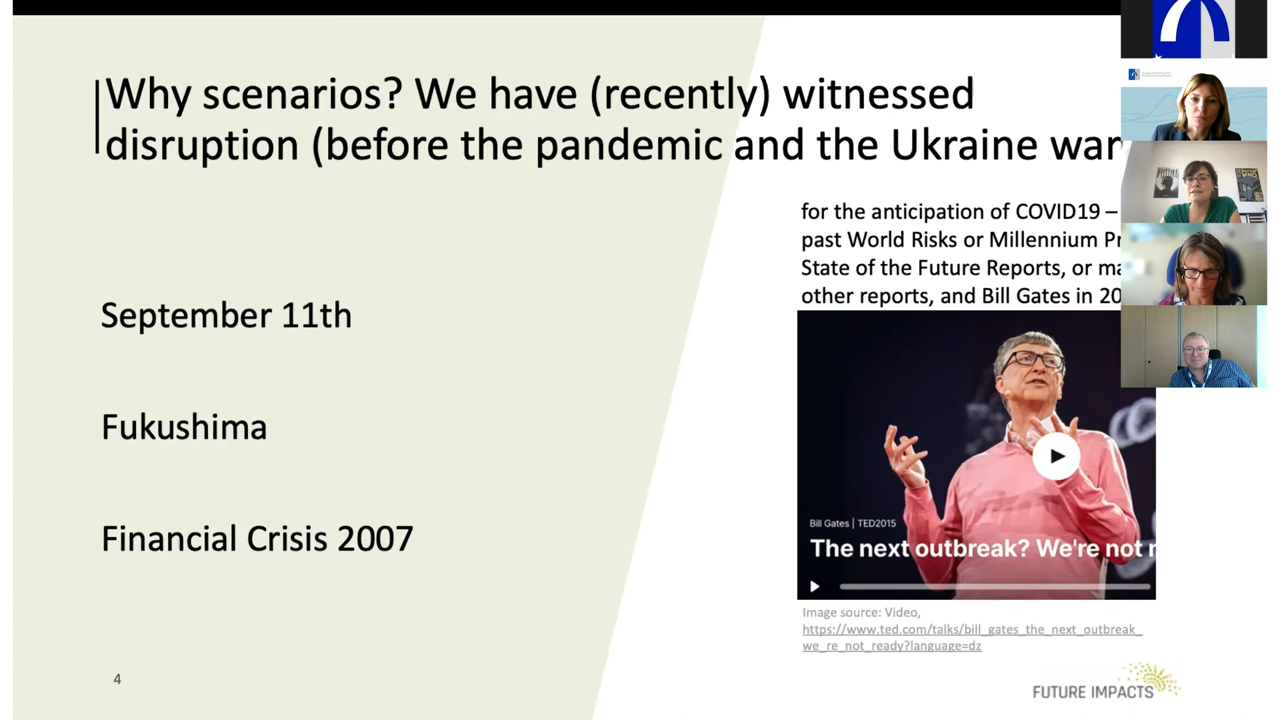 Why scenarios? We have (recently) witnessed
disruption (before the pandemic and the Ukraine war
for the anticipation of COVID19 –
past World Risks or Millennium
State of the Future Reports, or
other reports, and Bill Gates in
September 11th
Fukushima
Financial Crisis 2007
Bill Gates | TED2015
The next outbreak? We're not
Image source: Video,
https://www.ted.com/talks/bill_gates_the_next_outbreak_
we_re_not_ready?language=dz
4
FUTURE IMPACTS